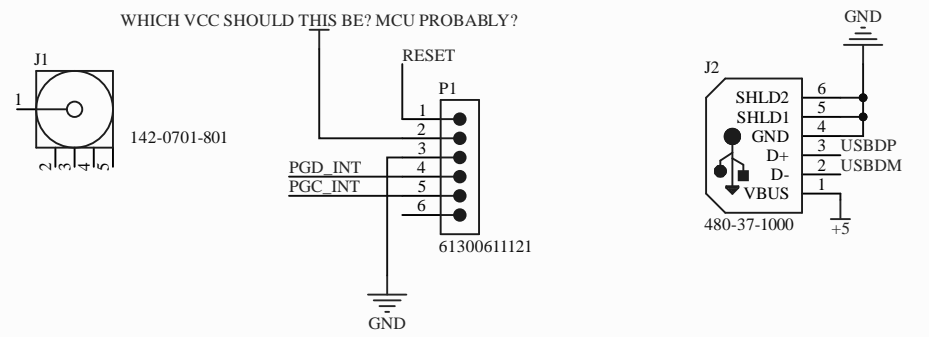 WHICH VCC SHOULD THIS BE? MCU PROBABLY?
J1
1
2
3
4
5
142-0701-801
RESET
P1
1
2
3
PGD_INT 4
PGC_INT 5
6
61300611121
GND
GND
J2
SHLD2 6
SHLD1 5
GND 4
D+ 3 USBDP
D- 2 USBDM
VBUS 1
480-37-1000
+5